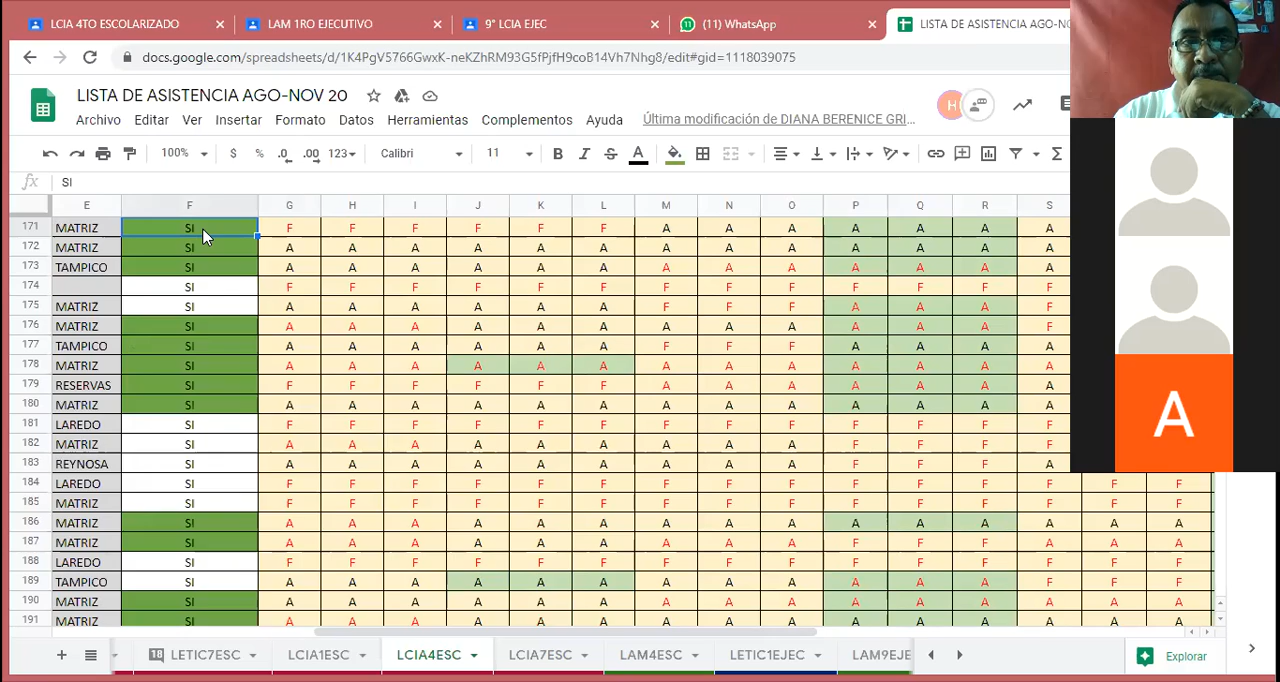 LCIA 4TO ESCOLARIZADO × LAM 1RO EJECUTIVO × 9° LCIA EJEC × 11 (11) WhatsApp × LISTA DE ASISTENCIA AGO-NOV 20
docs.google.com/spreadsheets/d/1K4PgV5766GwxK-neKZhRM93G5fPjfH9coB14Vh7Nhg8/edit#gid=1118039075
LISTA DE ASISTENCIA AGO-NOV 20
H
Archivo Editar Ver Insertar Formato Datos Herramientas Complementos Ayuda Última modificación de DIANA BERENICE GRI...
100% $ % .0 .00 123 Calibri 11 B I S A Σ
fx SI
E F G H I J K L M N O P Q R S
171 MATRIZ SI F F F F F F A A A A A A A
172 MATRIZ SI A A A A A A A A A A A A A
173 TAMPICO SI A A A A A A A A A A A A A
174 SI F F F F F F F F F F F F F
175 MATRIZ SI A A A A A A F F F A A A F
176 MATRIZ SI A A A A A A A A A A A A F
177 TAMPICO SI A A A A A A F F F A A A F
178 MATRIZ SI A A A A A A A A A A A A F
179 RESERVAS SI F F F F F F A A A A A A A
180 MATRIZ SI A A A A A A A A A A A A A
181 LAREDO SI F F F F F F F F F F F F F
182 MATRIZ SI A A A A A A A A A F F F F
183 REYNOSA SI A A A A A A A A A F F F A
184 LAREDO SI F F F F F F F F F F F F F F F
185 MATRIZ SI F F F F F F F F F F F F F F F
186 MATRIZ SI A A A A A A A A A A A A A A A
187 MATRIZ SI A A A A A A A A A F F F A A A
188 LAREDO SI F F F F F F F F F F F F F F F
189 TAMPICO SI A A A A A A A A A A A A F F F
190 MATRIZ SI A A A A A A A A A A A A A A A
191 MATRIZ SI A A A A A A A A A A A A A A A
+ 18 LETIC7ESC LCIA1ESC LCIA4ESC LCIA7ESC LAM4ESC LETIC1EJEC LAM9EJE Explorar
A